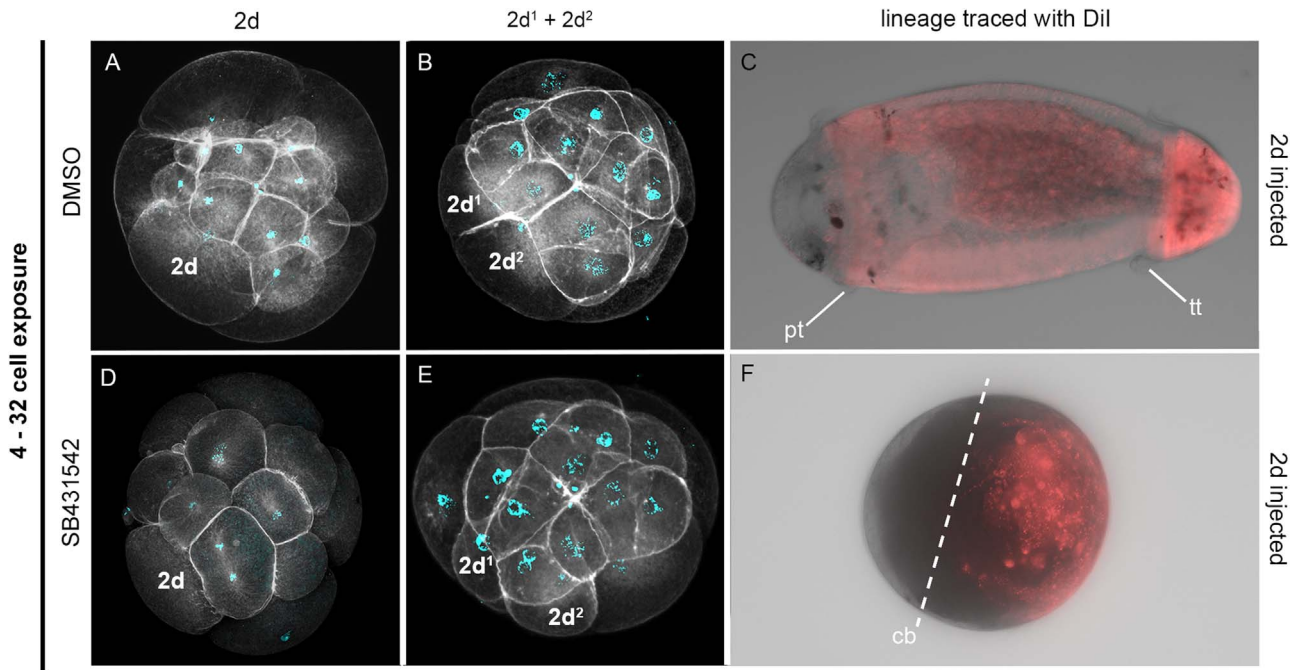 2d
2d¹ + 2d²
lineage traced with DiI
4 - 32 cell exposure
DMSO
A
2d
B
2d¹
2d²
C
pt
tt
2d injected
SB431542
D
2d
E
2d¹
2d²
F
cb
2d injected